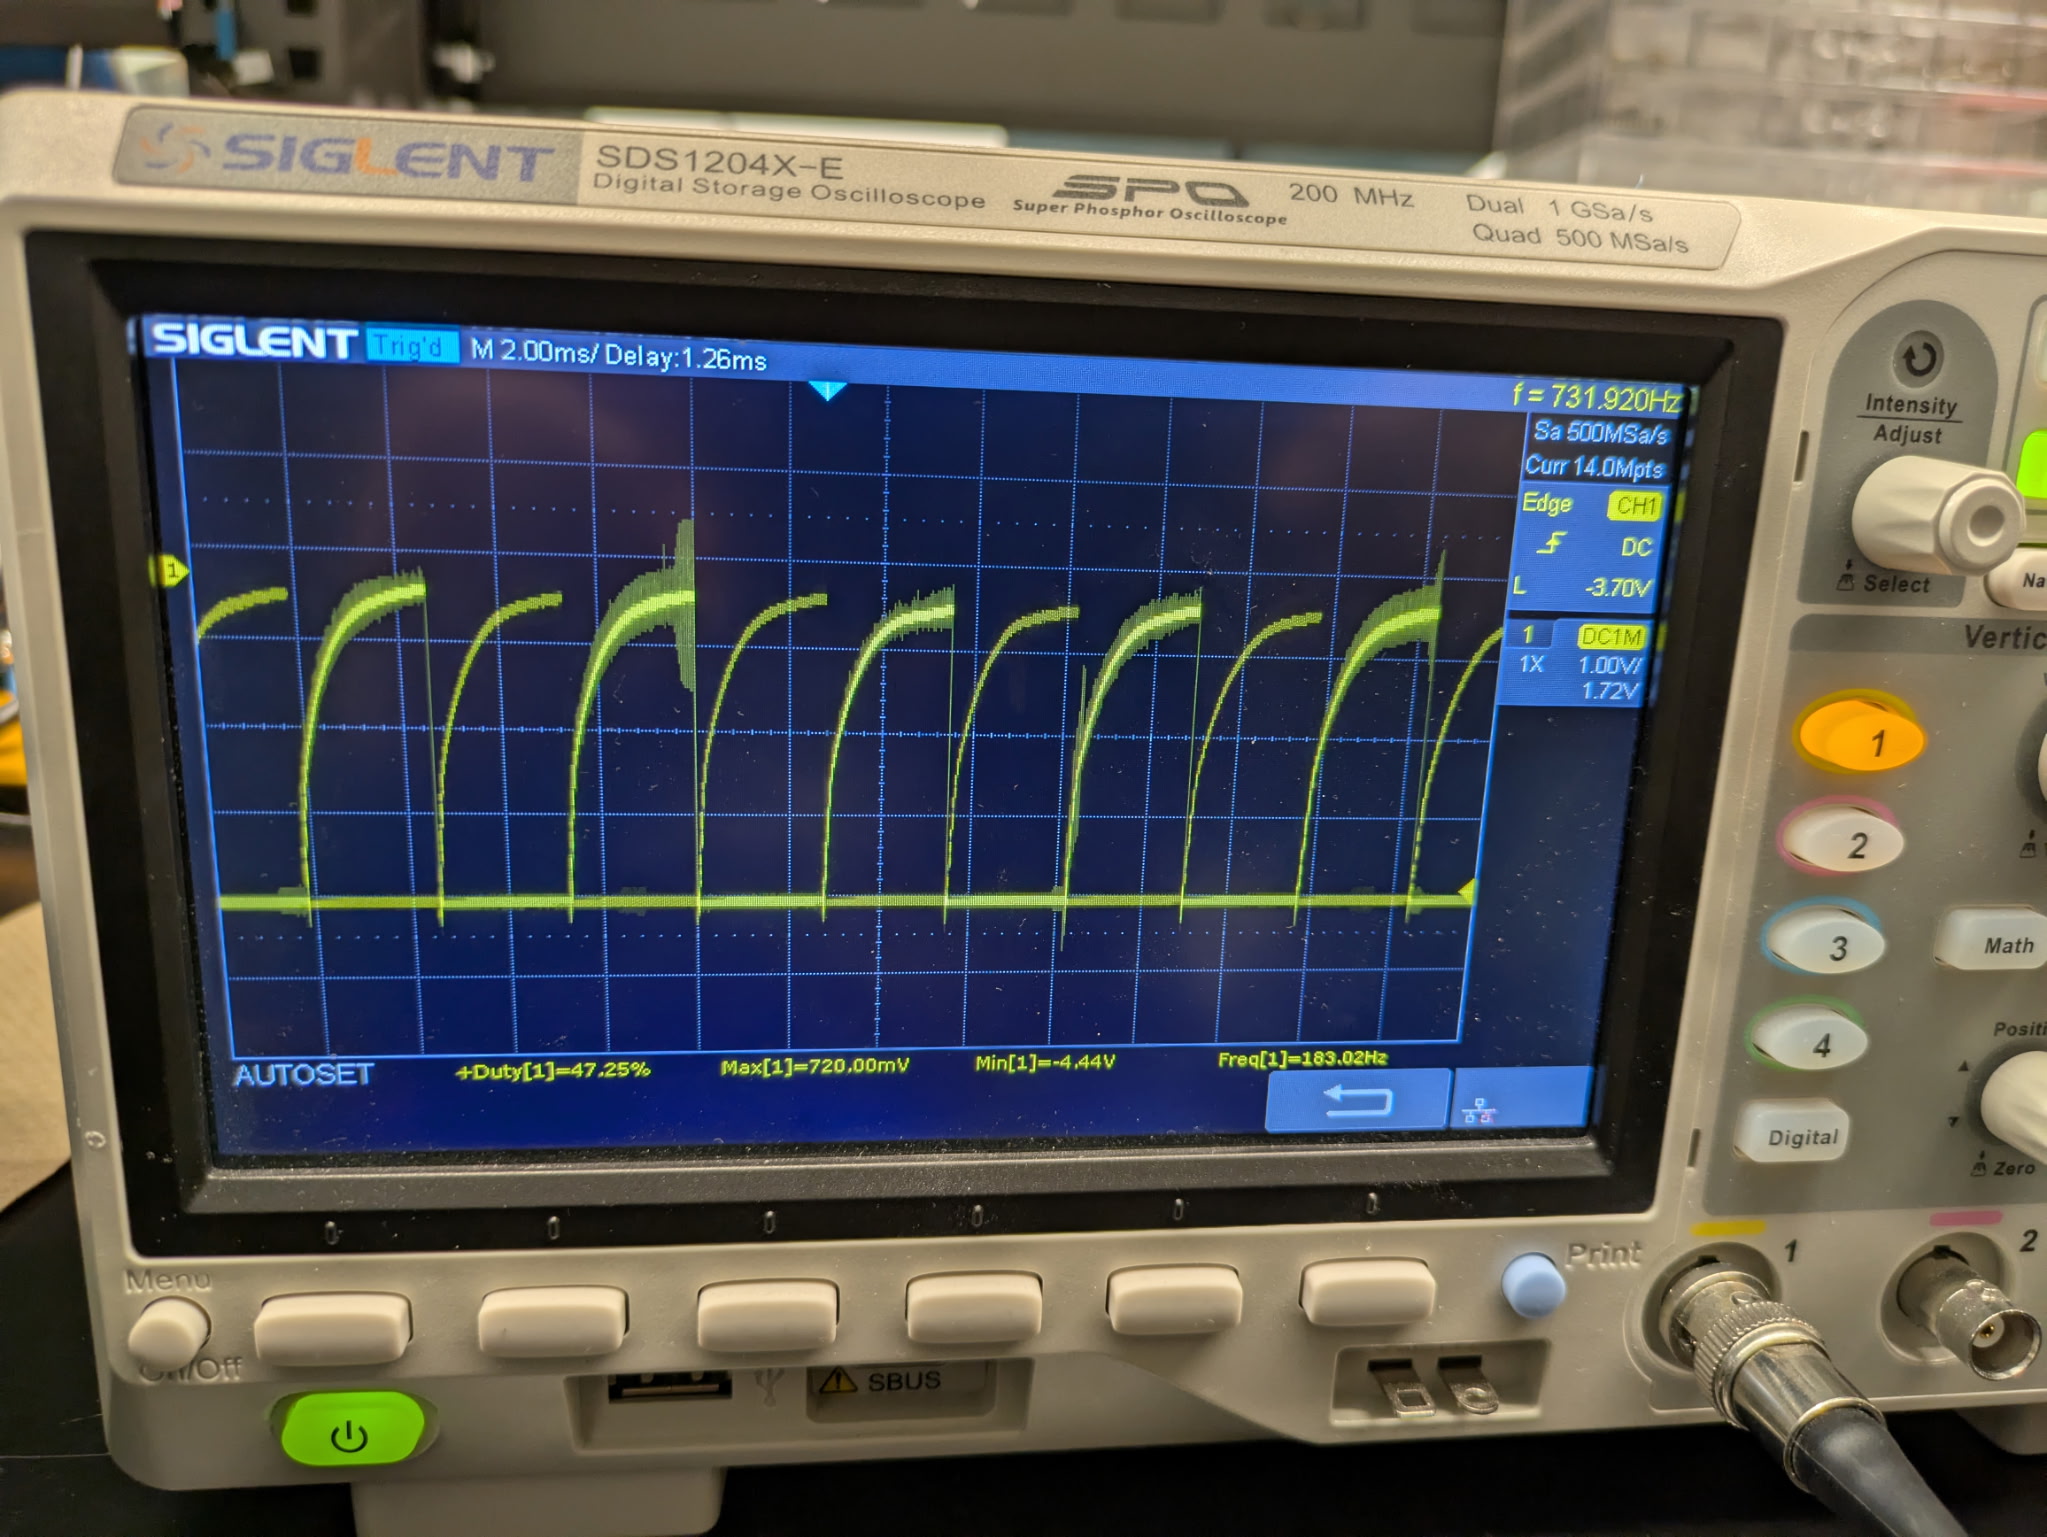 SIGLENT
SDS1204X-E
Digital Storage Oscilloscope
SPO
Super Phosphor Oscilloscope
200 MHz
Dual 1 GSa/s
Quad 500 MSa/s
SIGLENT Trig'd M 2.00ms/ Delay:1.26ms
f = 731.920Hz
Sa 500MSa/s
Curr 14.0Mpts
Edge CH1
DC
L -3.70V
1 DC1M
1X 1.00V/
1.72V
1
AUTOSET +Duty[1]=47.25% Max[1]=720.00mV Min[1]=-4.44V Freq[1]=183.02Hz
Intensity
Adjust
Select
Na
Vertic
1
2
3
4
Math
Positi
Digital
Zero
Menu
On/Off
Print
SBUS
1
2